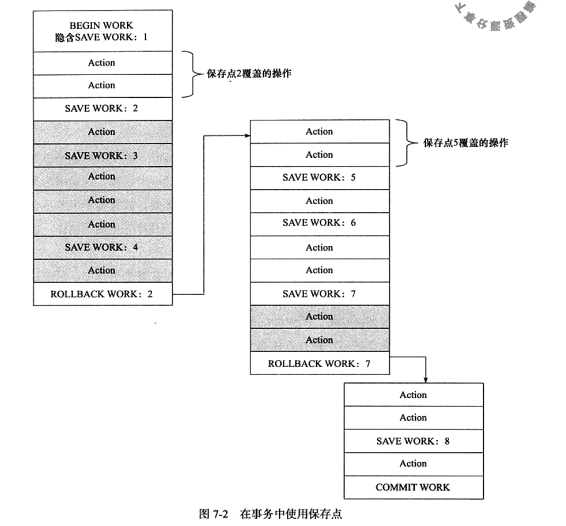 BEGIN WORK
隐含SAVE WORK: 1
Action
Action
保存点2覆盖的操作
SAVE WORK: 2
Action
SAVE WORK: 3
Action
Action
Action
SAVE WORK: 4
Action
ROLLBACK WORK: 2
Action
Action
保存点5覆盖的操作
SAVE WORK: 5
Action
SAVE WORK: 6
Action
Action
SAVE WORK: 7
Action
Action
ROLLBACK WORK: 7
Action
Action
SAVE WORK: 8
Action
COMMIT WORK
图 7-2 在事务中使用保存点